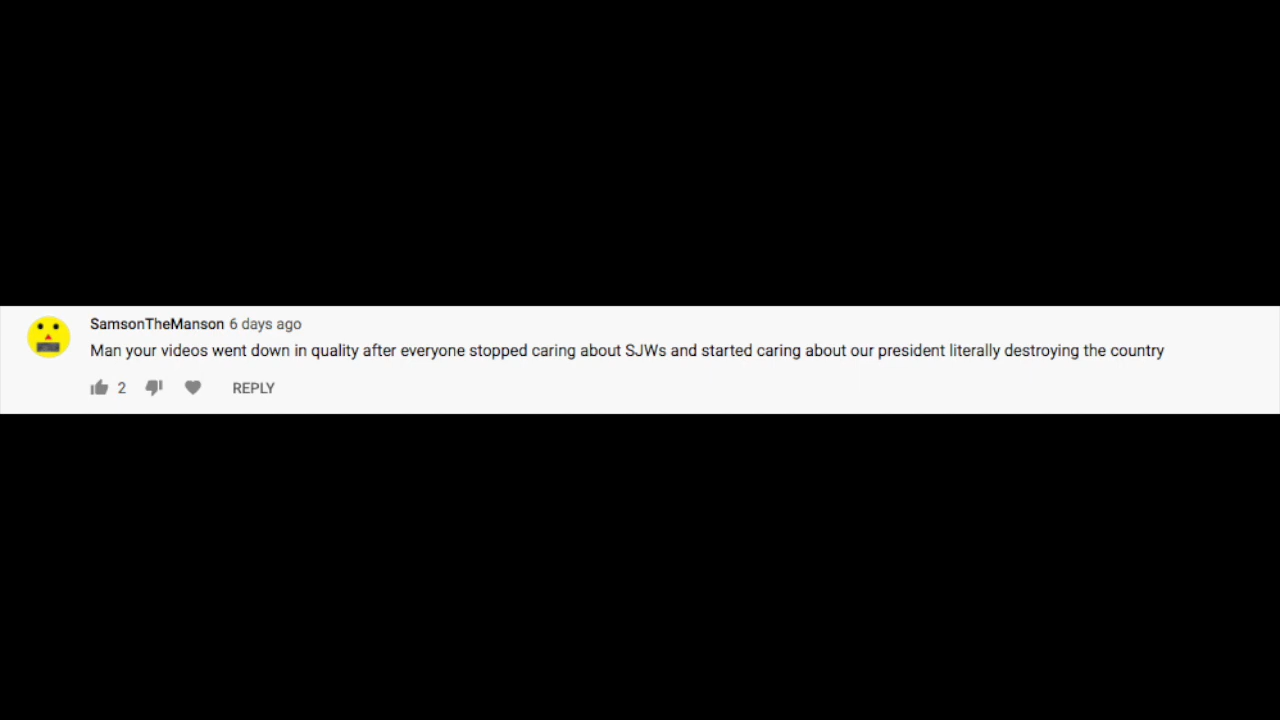 SamsonTheManson 6 days ago
Man your videos went down in quality after everyone stopped caring about SJWs and started caring about our president literally destroying the country
2 REPLY